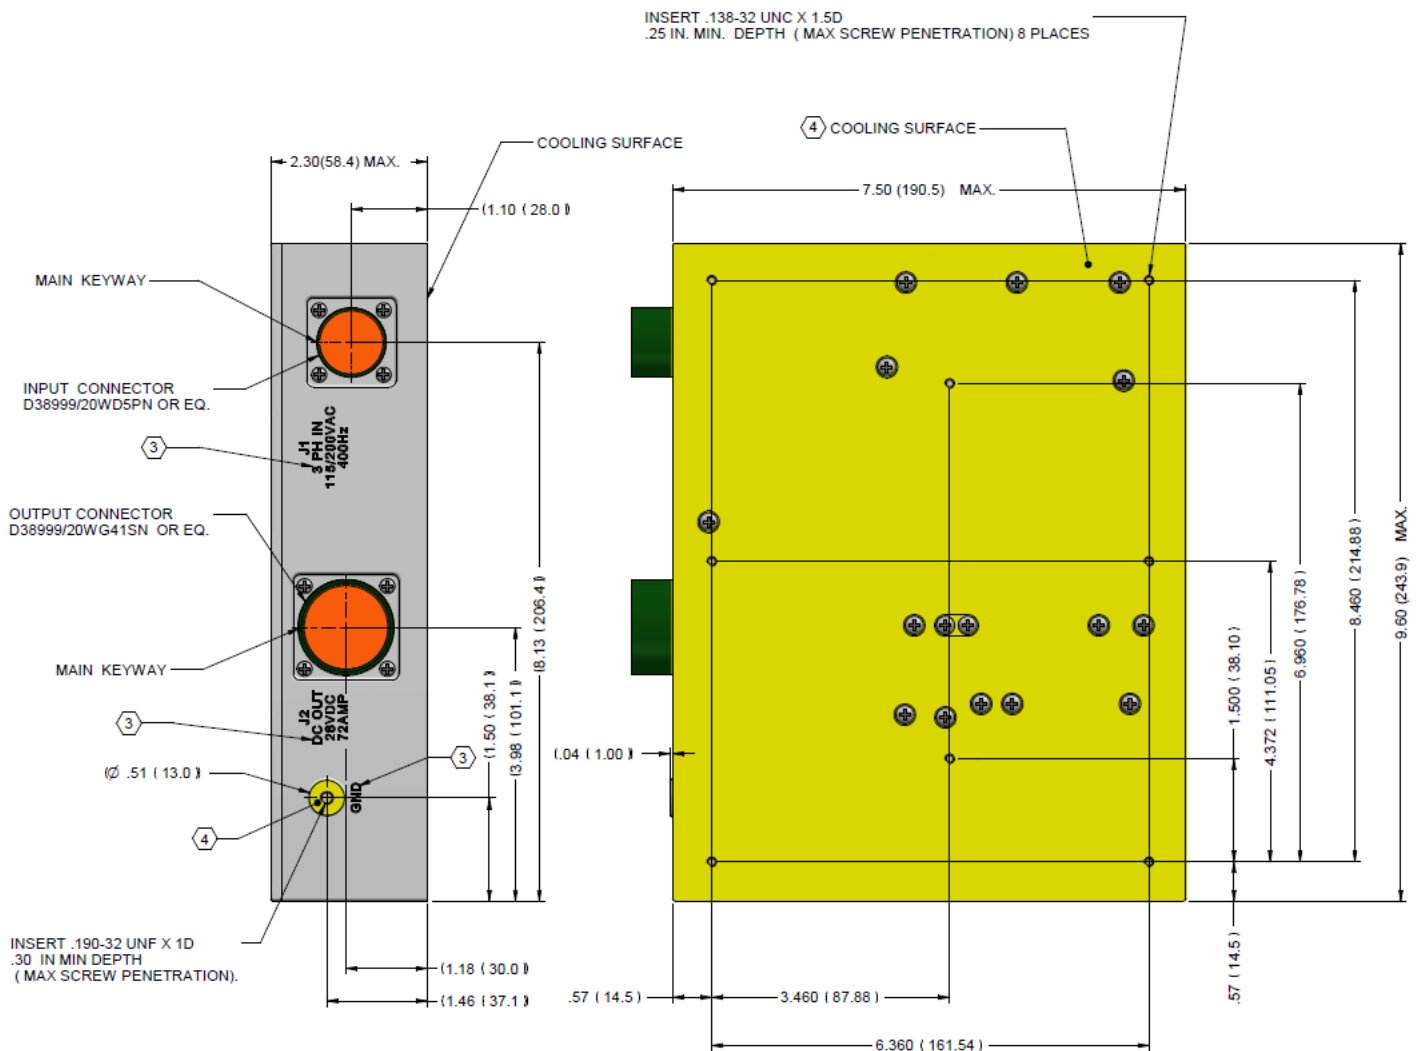 INSERT .138-32 UNC X 1.5D
.25 IN. MIN. DEPTH ( MAX SCREW PENETRATION) 8 PLACES
4 COOLING SURFACE
COOLING SURFACE
2.30(58.4) MAX.
7.50 (190.5) MAX.
(1.10 ( 28.0 ))
MAIN KEYWAY
INPUT CONNECTOR
D38999/20WD5PN OR EQ.
3
J1
3 PH IN
115/200VAC
400Hz
OUTPUT CONNECTOR
D38999/20WG41SN OR EQ.
MAIN KEYWAY
3
J2
DC OUT
28VDC
72AMP
3
(Ø .51 ( 13.0 ))
GND
4
INSERT .190-32 UNF X 1D
.30 IN MIN DEPTH
( MAX SCREW PENETRATION).
(1.50 ( 38.1 ))
(3.98 ( 101.1 ))
(8.13 ( 206.4 ))
(1.18 ( 30.0 ))
(1.46 ( 37.1 ))
(.04 ( 1.00 ))
.57 ( 14.5 )
3.460 ( 87.88 )
6.360 ( 161.54 )
.57 ( 14.5 )
1.500 ( 38.10 )
4.372 ( 111.05 )
6.960 ( 176.78 )
8.460 ( 214.88 )
9.60 (243.9) MAX.